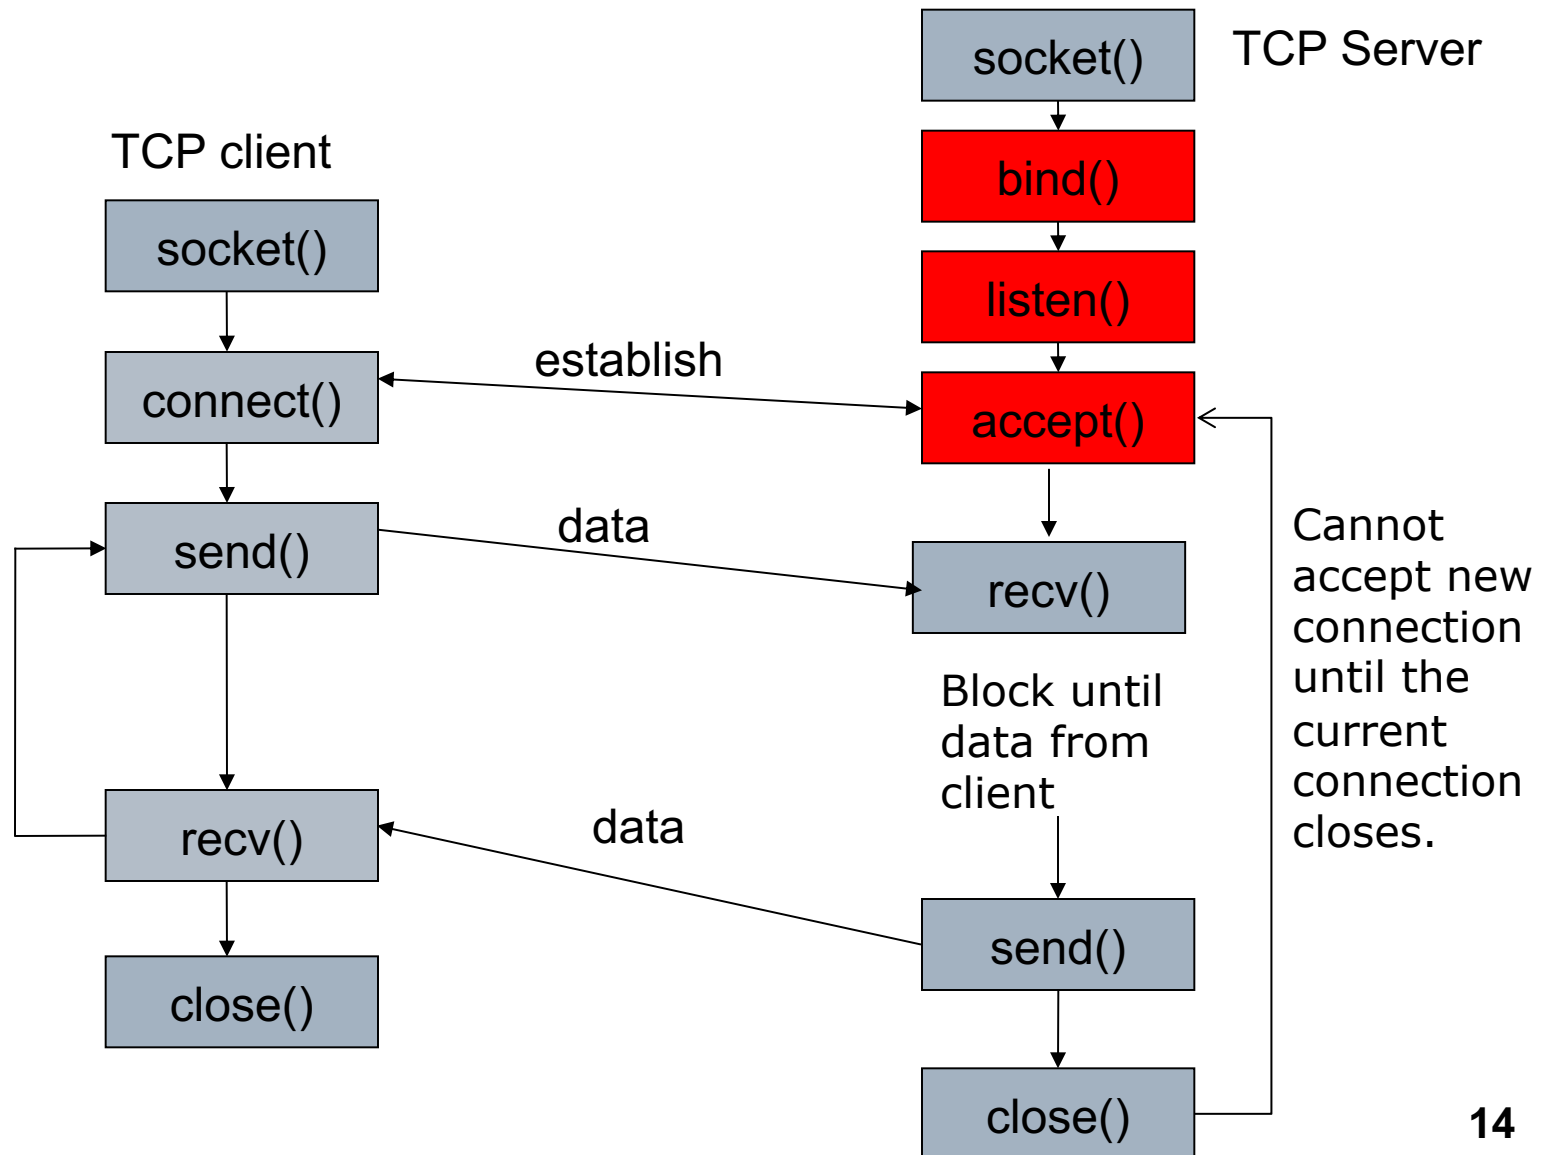 socket()
TCP Server
bind()
TCP client
socket()
listen()
establish
connect()
accept()
data
send()
recv()
Cannot
accept new
connection
until the
current
connection
closes.
Block until
data from
client
data
recv()
send()
close()
close()
14